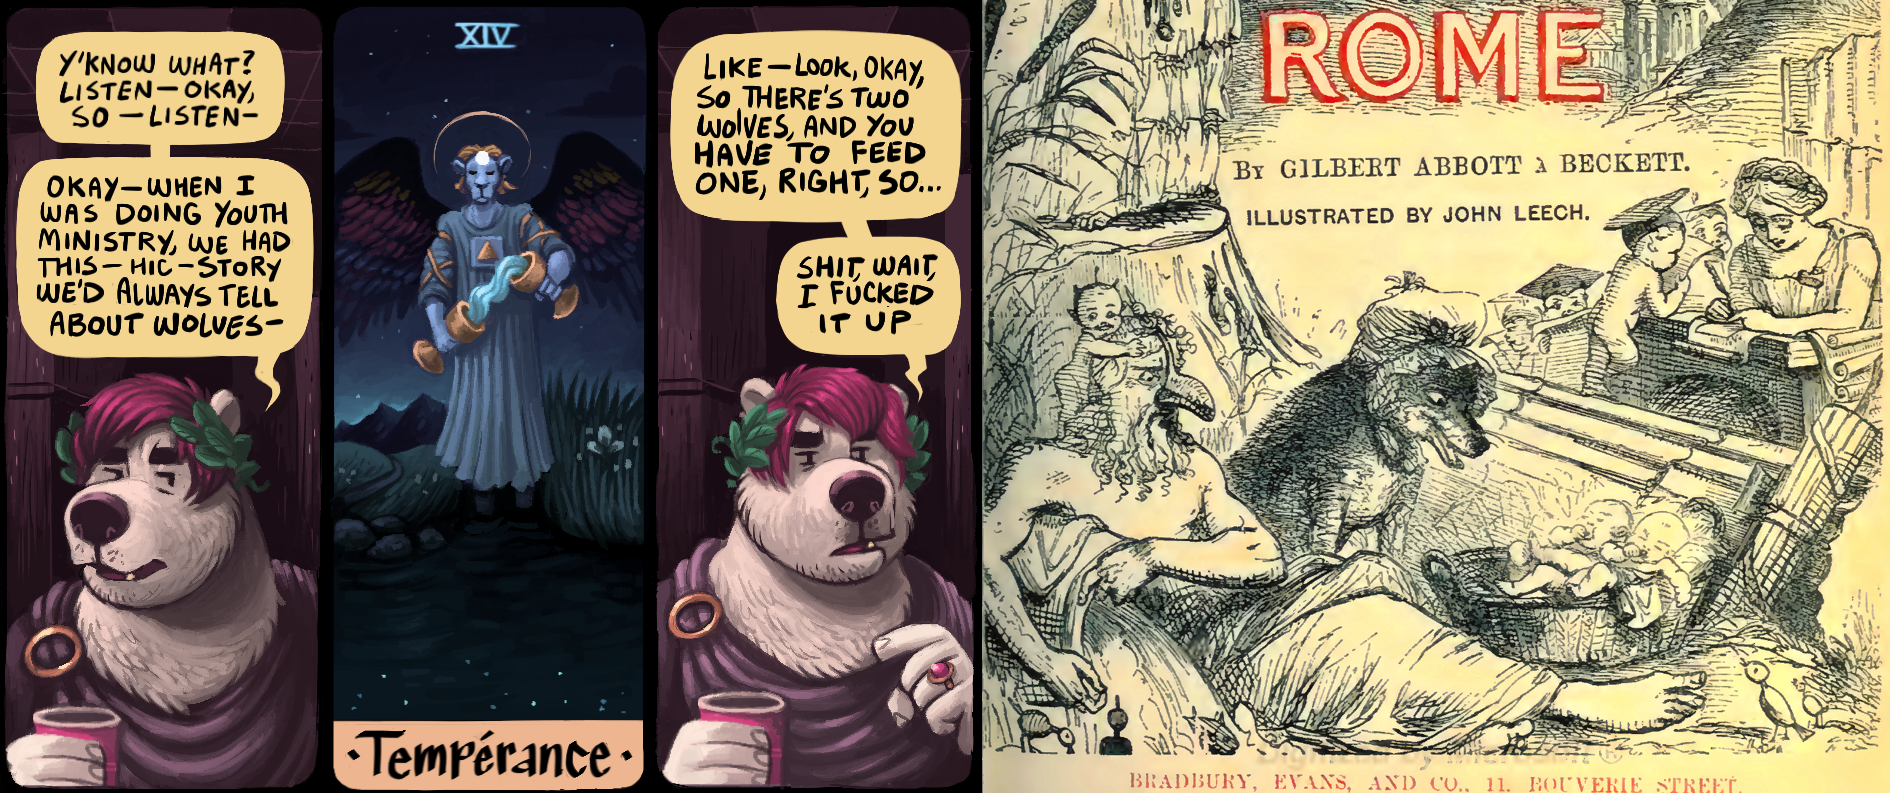 Y'KNOW WHAT?
LISTEN—OKAY,
SO—LISTEN—
OKAY—WHEN I
WAS DOING YOUTH
MINISTRY, WE HAD
THIS—HIC—STORY
WE'D ALWAYS TELL
ABOUT WOLVES—
XIV
·Tempérance·
LIKE—LOOK, OKAY,
SO THERE'S TWO
WOLVES, AND YOU
HAVE TO FEED
ONE, RIGHT, SO...
SHIT, WAIT,
I FUCKED
IT UP
ROME
BY GILBERT ABBOTT À BECKETT.
ILLUSTRATED BY JOHN LEECH.
Digitized by Microsoft ®
BRADBURY, EVANS, AND CO., 11, BOUVERIE STREET.